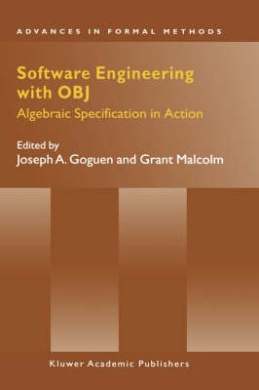 ADVANCES IN FORMAL METHODS
Software Engineering
with OBJ
Algebraic Specification in Action
Edited by
Joseph A. Goguen and Grant Malcolm
Kluwer Academic Publishers